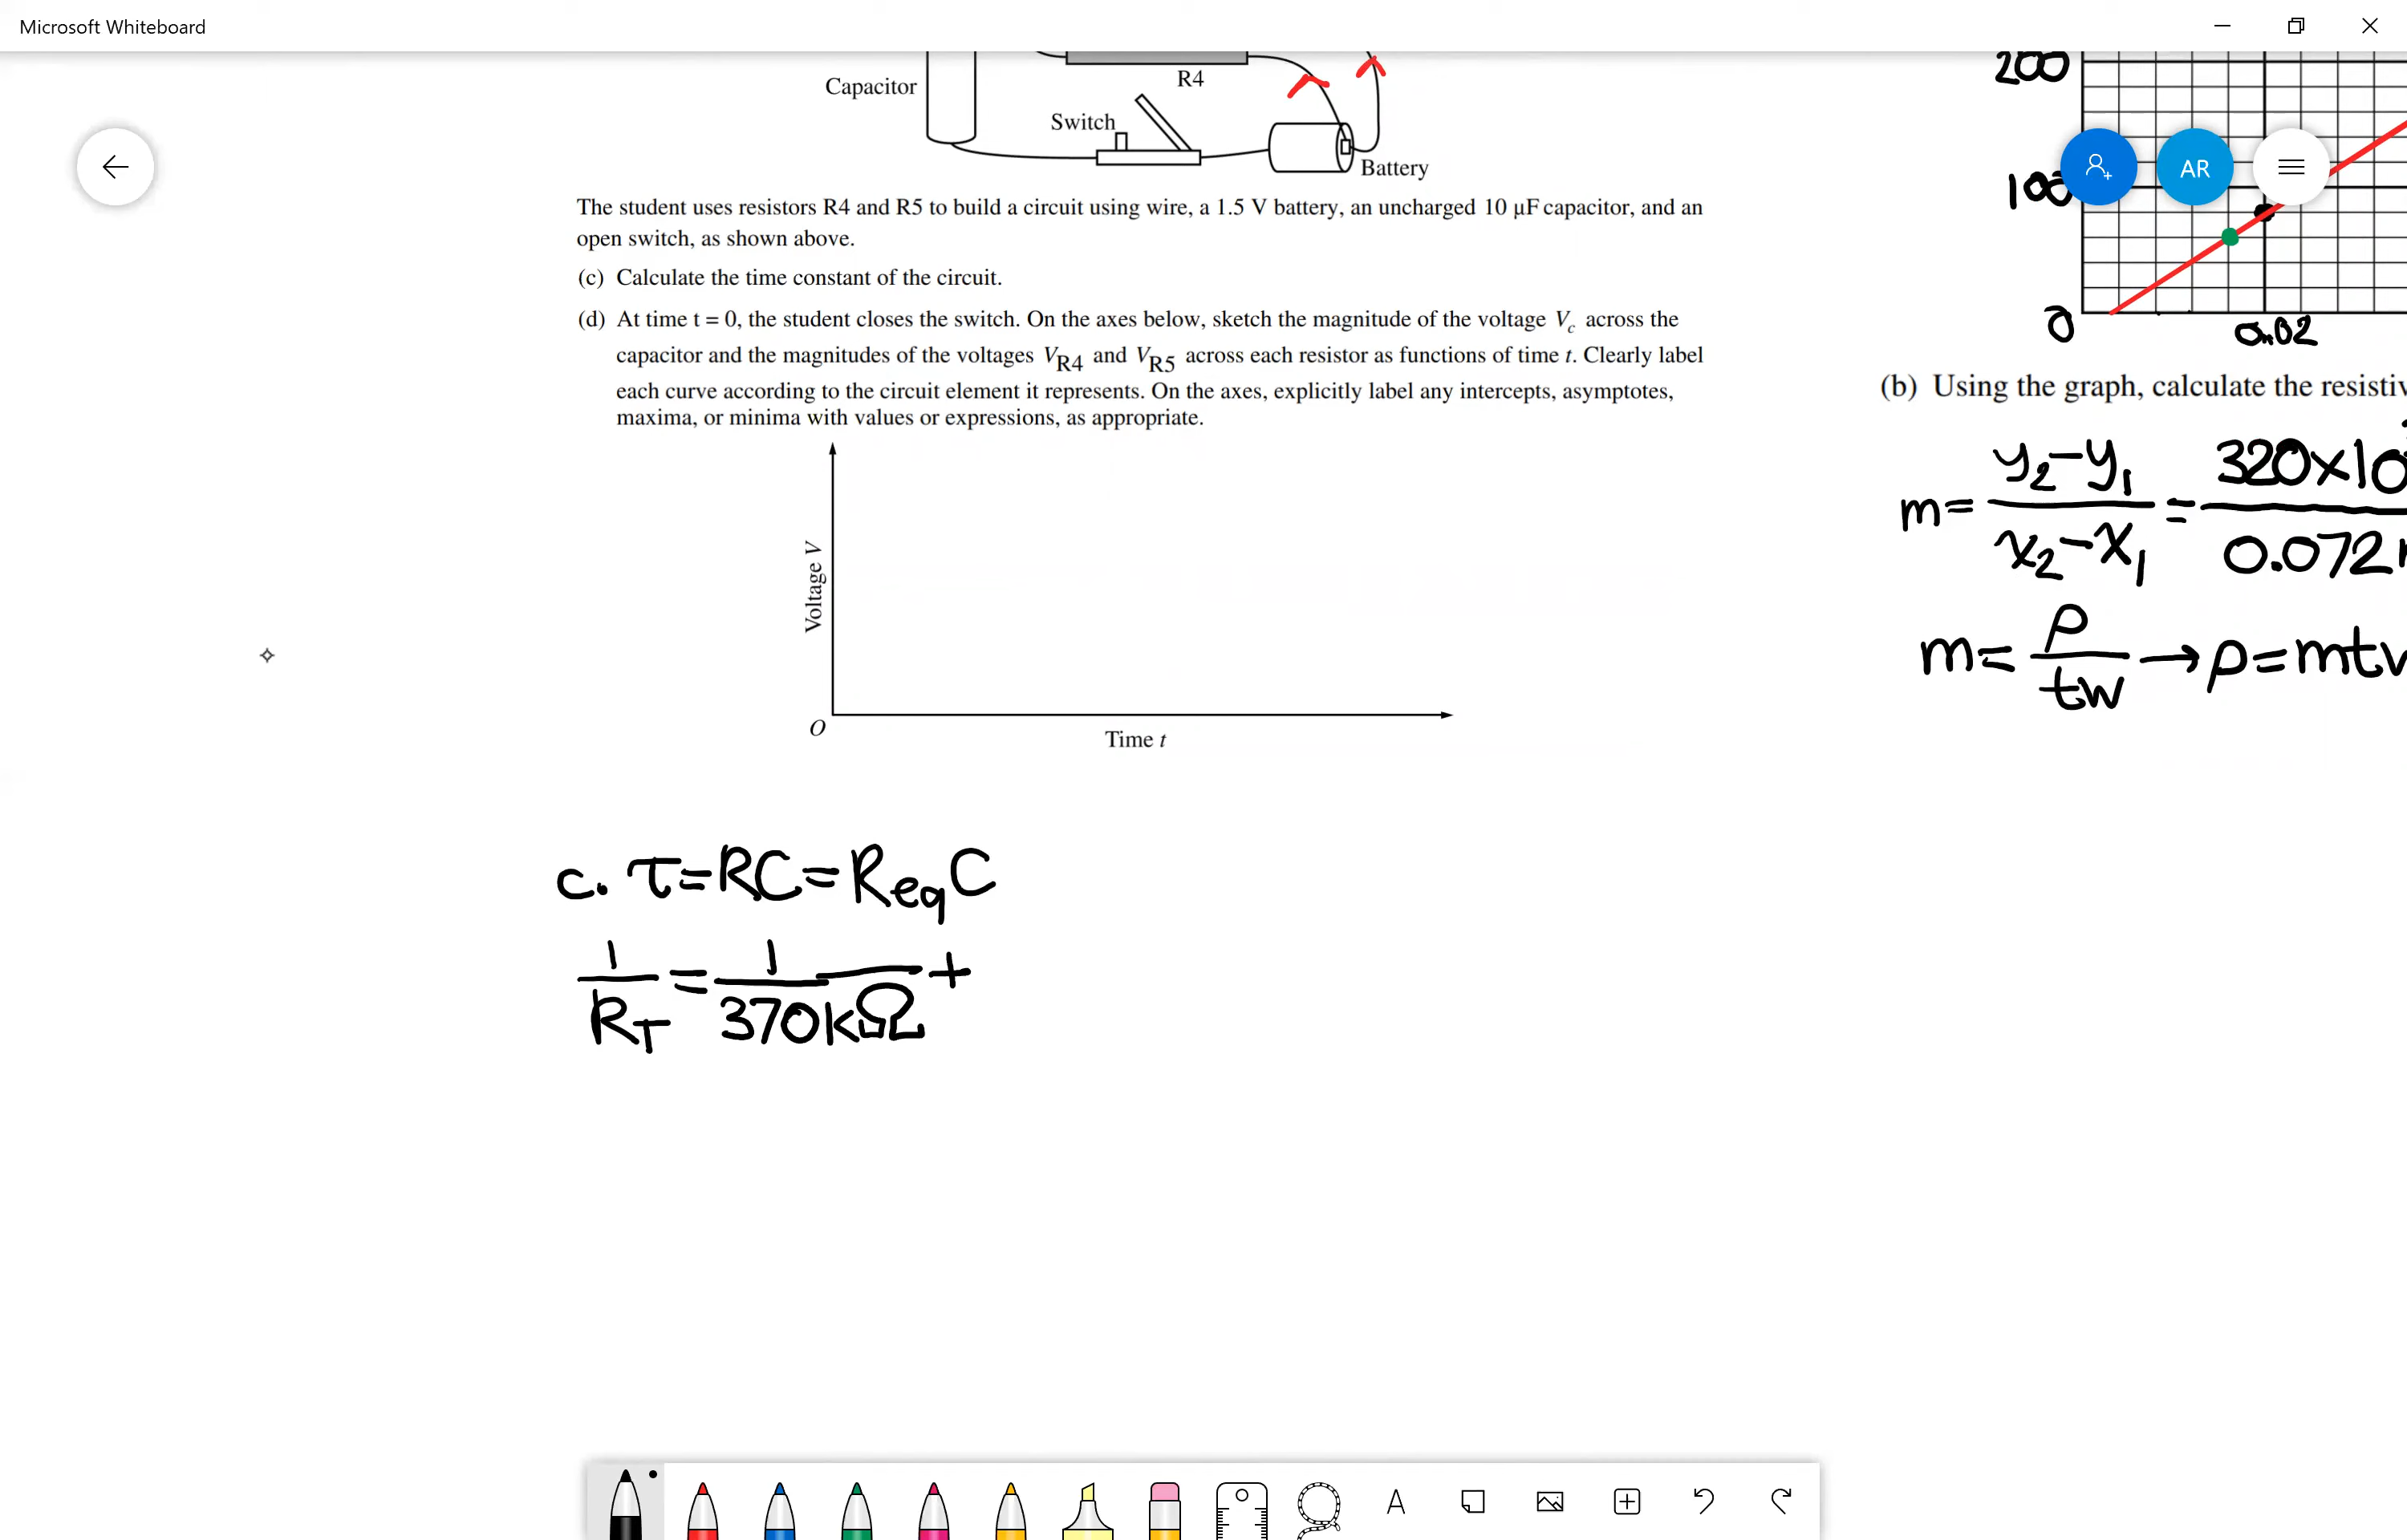 Microsoft Whiteboard
Capacitor
R4
Switch
Battery
The student uses resistors R4 and R5 to build a circuit using wire, a 1.5 V battery, an uncharged 10 µF capacitor, and an
open switch, as shown above.
(c) Calculate the time constant of the circuit.
(d) At time t = 0, the student closes the switch. On the axes below, sketch the magnitude of the voltage V_c across the
capacitor and the magnitudes of the voltages V_R4 and V_R5 across each resistor as functions of time t. Clearly label
each curve according to the circuit element it represents. On the axes, explicitly label any intercepts, asymptotes,
maxima, or minima with values or expressions, as appropriate.
Voltage V
O
Time t
c. τ=RC=R_eq C
1/R_T = 1/370kΩ +
200
100
AR
0
0.02
(b) Using the graph, calculate the
m= (y₂-y₁)/(x₂-x₁) = 320×10 / 0.072
m= ρ/tw → ρ=mt
A